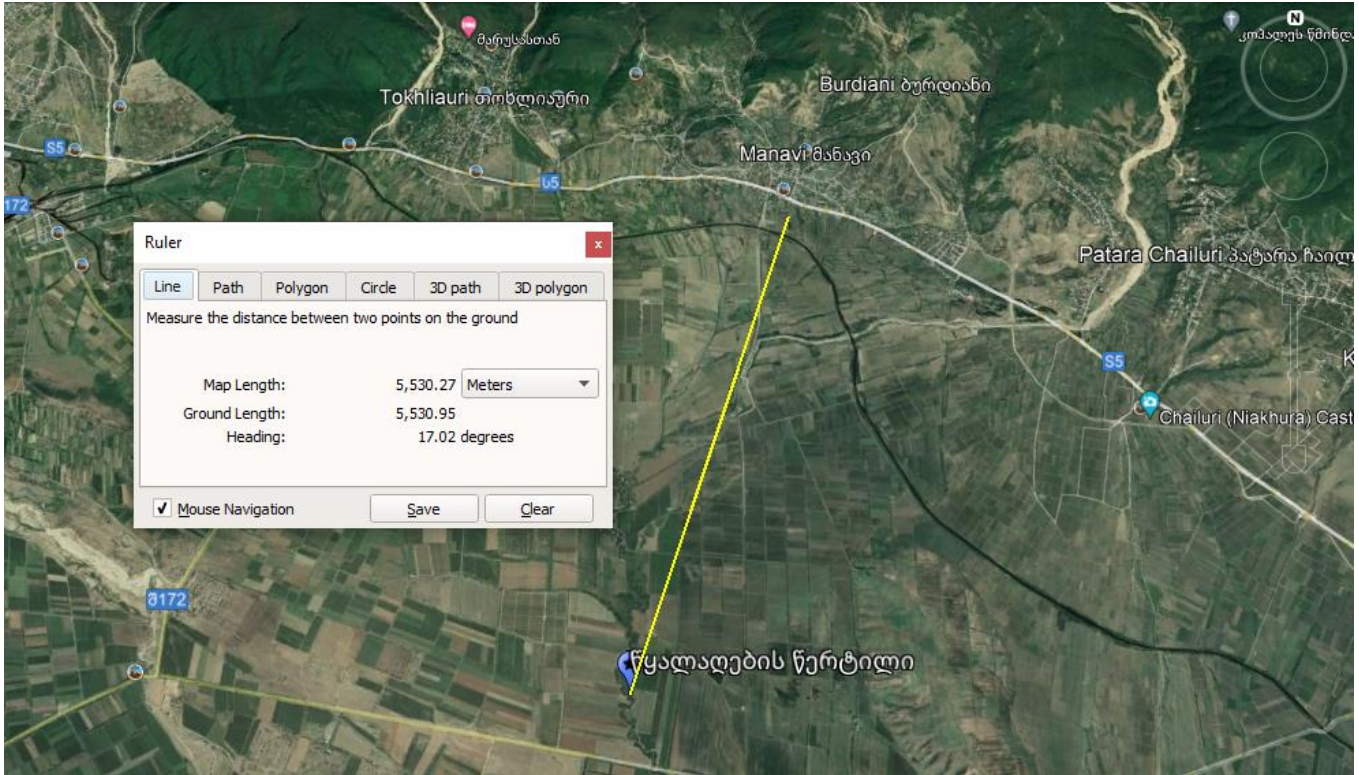 N
მარუსასთან
კოპალეს წმინდა
Burdiani ბურდიანი
Tokhliauri თოხლიაური
S5
Manavi მანავი
ს5
172
Ruler
x
Line Path Polygon Circle 3D path 3D polygon
Measure the distance between two points on the ground
Map Length: 5,530.27 Meters
Ground Length: 5,530.95
Heading: 17.02 degrees
Mouse Navigation Save Clear
Patara Chailuri პატარა ჩაილ
S5
K
Chailuri (Niakhura) Cast
შ172
წყალაღების წერტილი